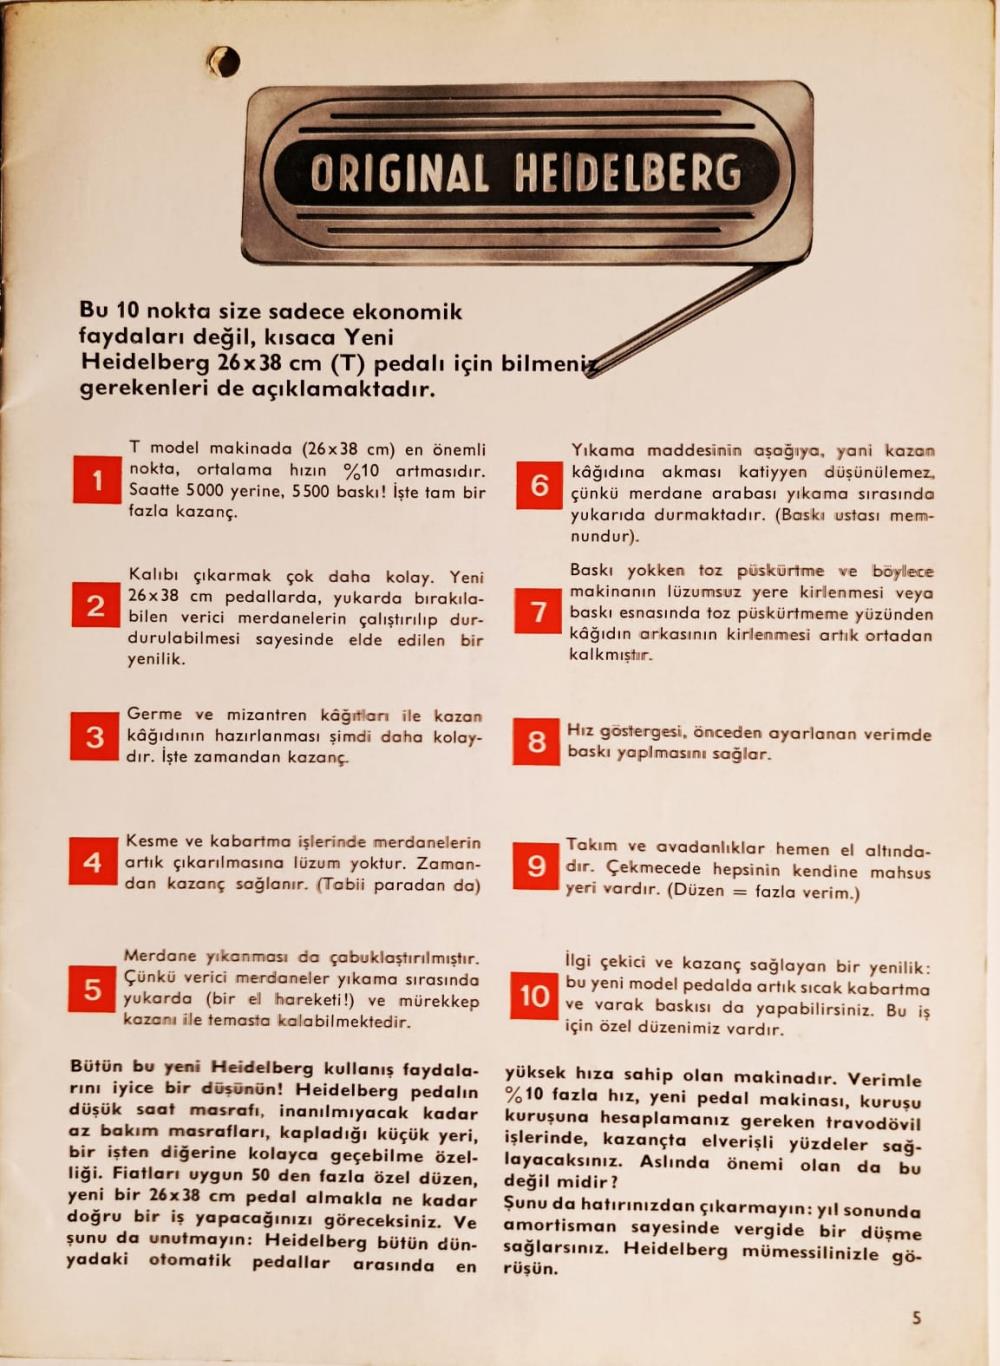 ORIGINAL HEIDELBERG
Bu 10 nokta size sadece ekonomik
faydaları değil, kısaca Yeni
Heidelberg 26x38 cm (T) pedalı için bilmeniz
gerekenleri de açıklamaktadır.
1
T model makinada (26x38 cm) en önemli
nokta, ortalama hızın %10 artmasıdır.
Saatte 5000 yerine, 5500 baskı! İşte tam bir
fazla kazanç.
2
Kalıbı çıkarmak çok daha kolay. Yeni
26x38 cm pedallarda, yukarda bırakıla-
bilen verici merdanelerin çalıştırılıp dur-
durulabilmesi sayesinde elde edilen bir
yenilik.
3
Germe ve mizantren kâğıtları ile kazan
kâğıdının hazırlanması şimdi daha kolay-
dır. İşte zamandan kazanç.
4
Kesme ve kabartma işlerinde merdanelerin
artık çıkarılmasına lüzum yoktur. Zaman-
dan kazanç sağlanır. (Tabii paradan da)
5
Merdane yıkanması da çabuklaştırılmıştır.
Çünkü verici merdaneler yıkama sırasında
yukarda (bir el hareketi!) ve mürekkep
kazanı ile temasta kalabilmektedir.
6
Yıkama maddesinin aşağıya, yani kazan
kâğıdına akması katiyyen düşünülemez,
çünkü merdane arabası yıkama sırasında
yukarıda durmaktadır. (Baskı ustası mem-
nundur).
7
Baskı yokken toz püskürtme ve böylece
makinanın lüzumsuz yere kirlenmesi veya
baskı esnasında toz püskürtmeme yüzünden
kâğıdın arkasının kirlenmesi artık ortadan
kalkmıştır.
8
Hız göstergesi, önceden ayarlanan verimde
baskı yaplmasını sağlar.
9
Takım ve avadanlıklar hemen el altında-
dır. Çekmecede hepsinin kendine mahsus
yeri vardır. (Düzen = fazla verim.)
10
İlgi çekici ve kazanç sağlayan bir yenilik:
bu yeni model pedalda artık sıcak kabartma
ve varak baskısı da yapabilirsiniz. Bu iş
için özel düzenimiz vardır.
Bütün bu yeni Heidelberg kullanış faydala-
rını iyice bir düşünün! Heidelberg pedalın
düşük saat masrafı, inanılmıyacak kadar
az bakım masrafları, kapladığı küçük yeri,
bir işten diğerine kolayca geçebilme özel-
liği. Fiatları uygun 50 den fazla özel düzen,
yeni bir 26x38 cm pedal almakla ne kadar
doğru bir iş yapacağınızı göreceksiniz. Ve
şunu da unutmayın: Heidelberg bütün dün-
yadaki otomatik pedallar arasında en
yüksek hıza sahip olan makinadır. Verimle
%10 fazla hız, yeni pedal makinası, kuruşu
kuruşuna hesaplamanız gereken travodövil
işlerinde, kazançta elverişli yüzdeler sağ-
layacaksınız. Aslında önemi olan da bu
değil midir?
Şunu da hatırınızdan çıkarmayın: yıl sonunda
amortisman sayesinde vergide bir düşme
sağlarsınız. Heidelberg mümessilinizle gö-
rüşün.
5